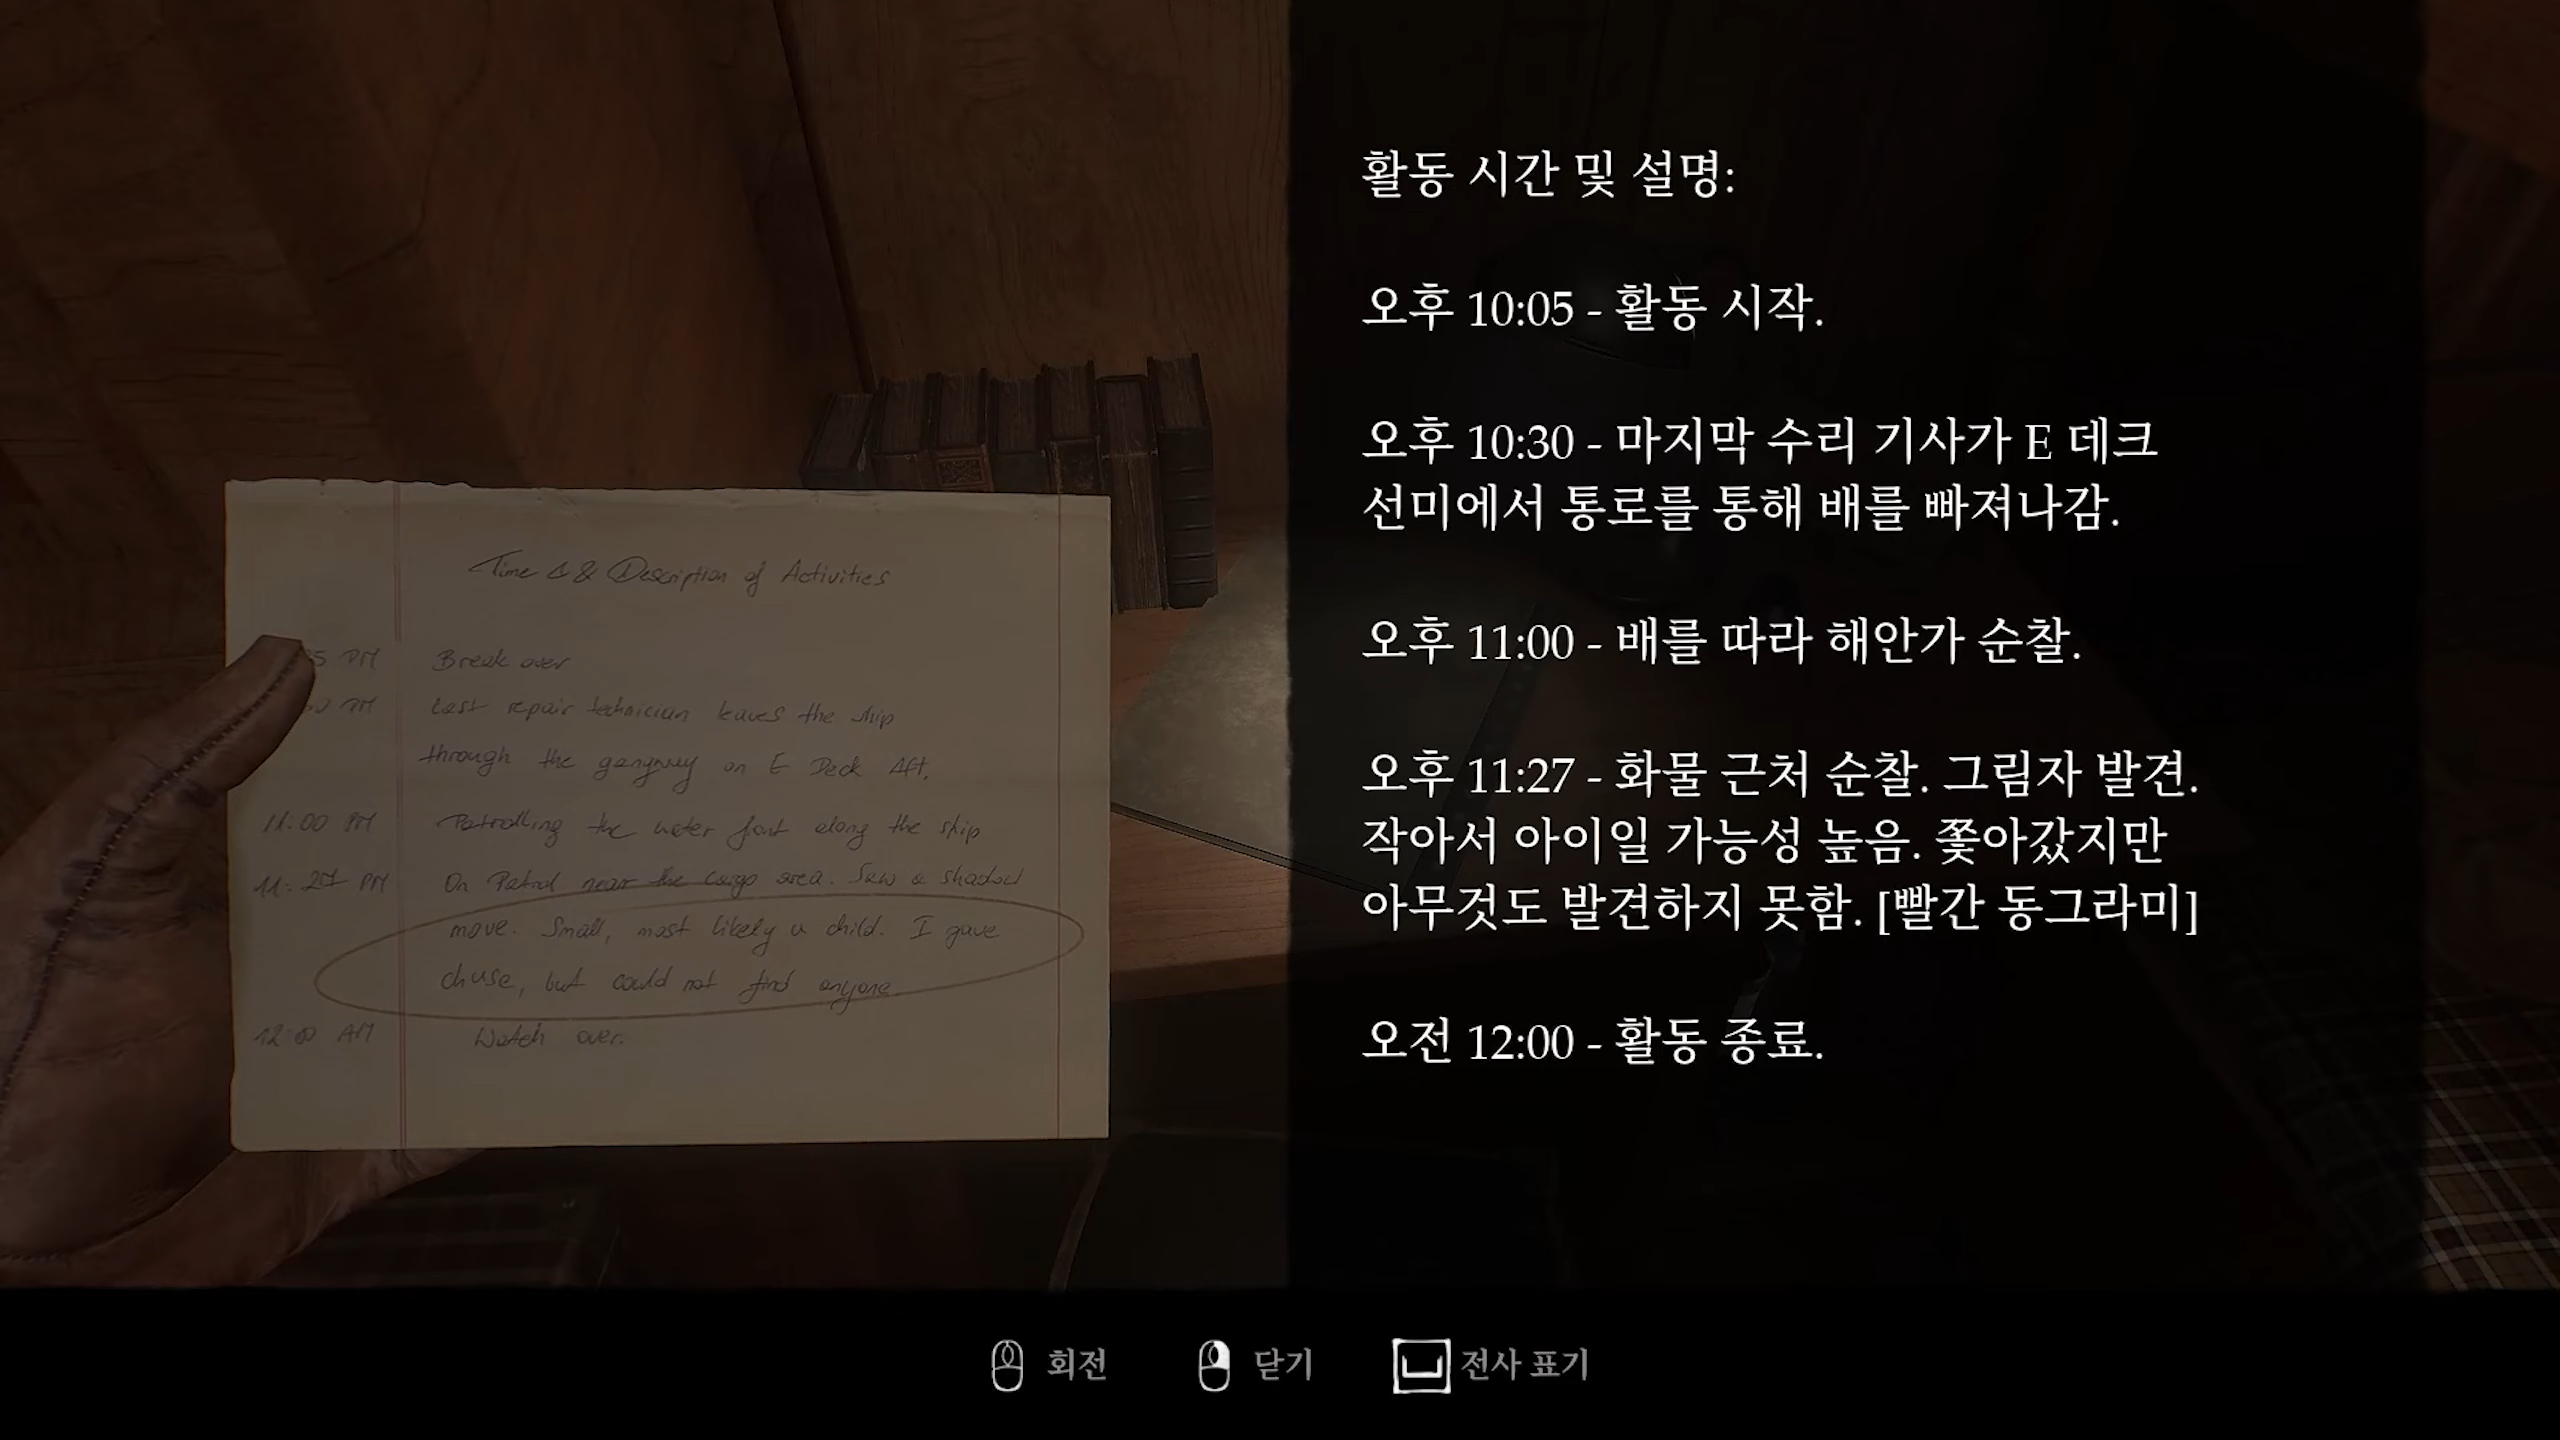 Time & Description of Activities
PM Break over
PM Last repair technician leaves the ship
through the gangway on E Deck Aft.
11:00 PM Patrolling the water font along the ship
11:27 PM On Patrol near the cargo area. Saw a shadow
move. Small, most likely a child. I gave
chase, but could not find anyone.
12:00 AM Watch over.
활동 시간 및 설명:
오후 10:05 - 활동 시작.
오후 10:30 - 마지막 수리 기사가 E 데크
선미에서 통로를 통해 배를 빠져나감.
오후 11:00 - 배를 따라 해안가 순찰.
오후 11:27 - 화물 근처 순찰. 그림자 발견.
작아서 아이일 가능성 높음. 쫓아갔지만
아무것도 발견하지 못함. [빨간 동그라미]
오전 12:00 - 활동 종료.
회전 닫기 전사 표기